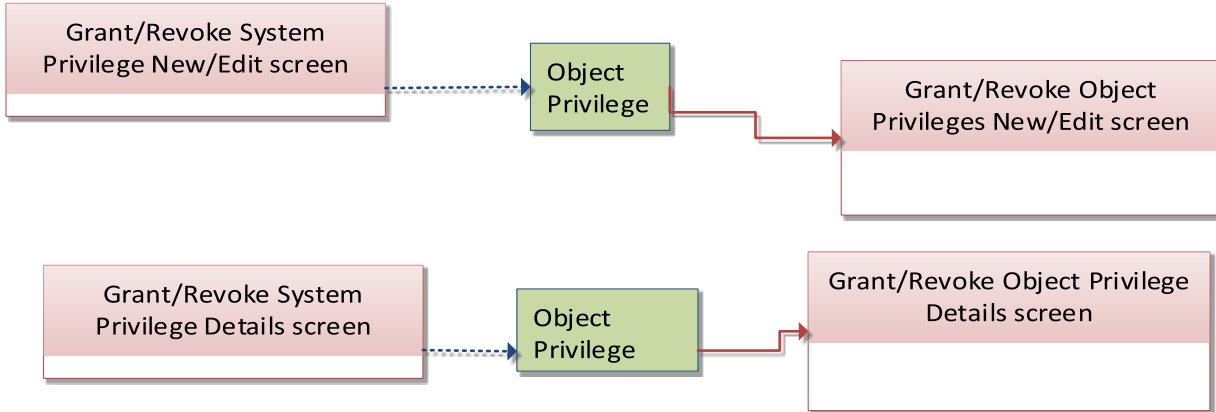 Grant/Revoke System
Privilege New/Edit screen
Object
Privilege
Grant/Revoke Object
Privileges New/Edit screen
Grant/Revoke System
Privilege Details screen
Object
Privilege
Grant/Revoke Object Privilege
Details screen